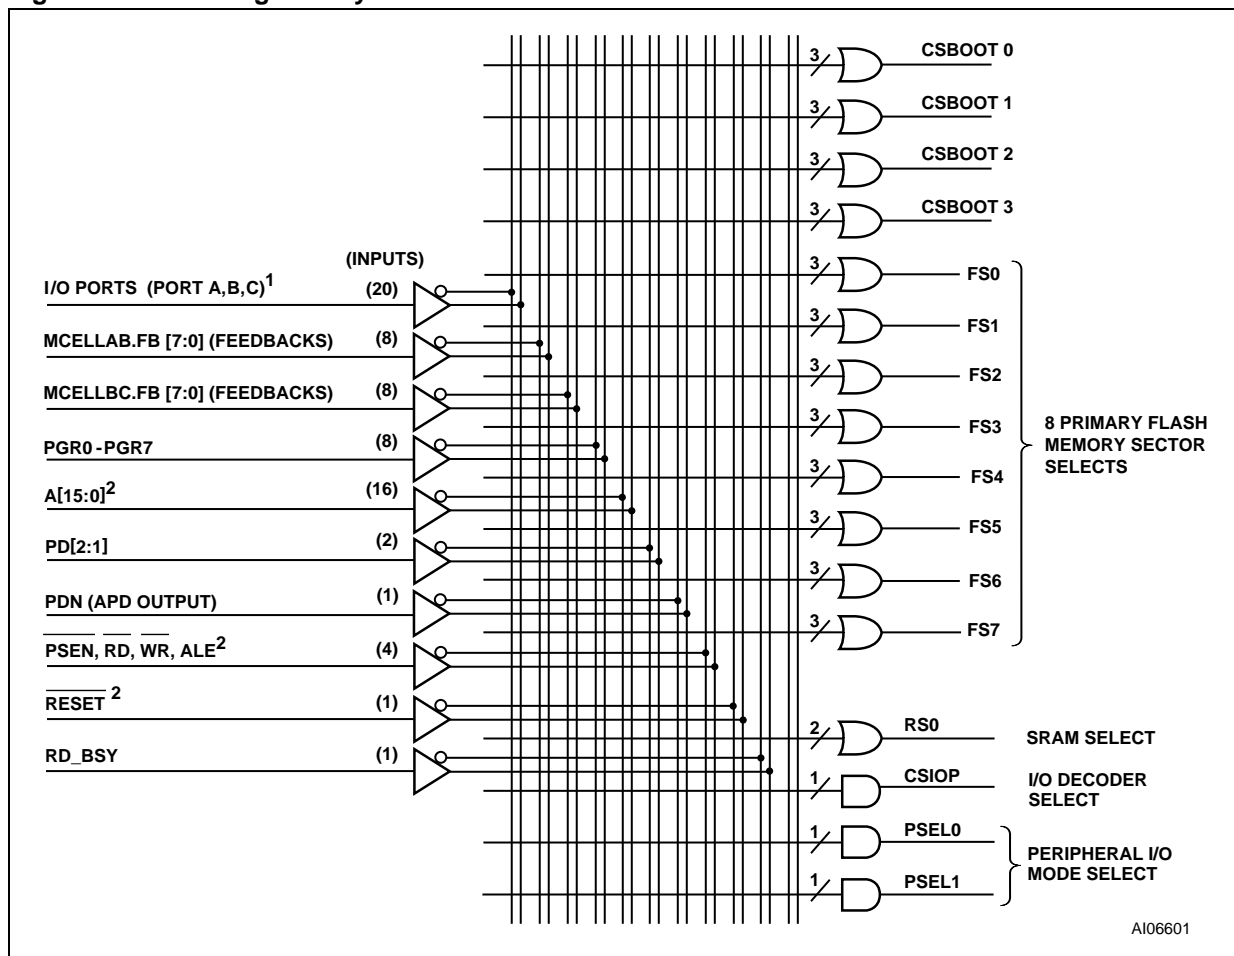 3 CSBOOT 0
3 CSBOOT 1
3 CSBOOT 2
3 CSBOOT 3
(INPUTS)
I/O PORTS (PORT A,B,C)1 (20)
MCELLAB.FB [7:0] (FEEDBACKS) (8)
MCELLBC.FB [7:0] (FEEDBACKS) (8)
PGR0 -PGR7 (8)
A[15:0]2 (16)
PD[2:1] (2)
PDN (APD OUTPUT) (1)
PSEN, RD, WR, ALE2 (4)
RESET 2 (1)
RD_BSY (1)
3 FS0
3 FS1
3 FS2
3 FS3
3 FS4
3 FS5
3 FS6
3 FS7
8 PRIMARY FLASH
MEMORY SECTOR
SELECTS
2 RS0 SRAM SELECT
1 CSIOP I/O DECODER
SELECT
1 PSEL0
1 PSEL1
PERIPHERAL I/O
MODE SELECT
AI06601